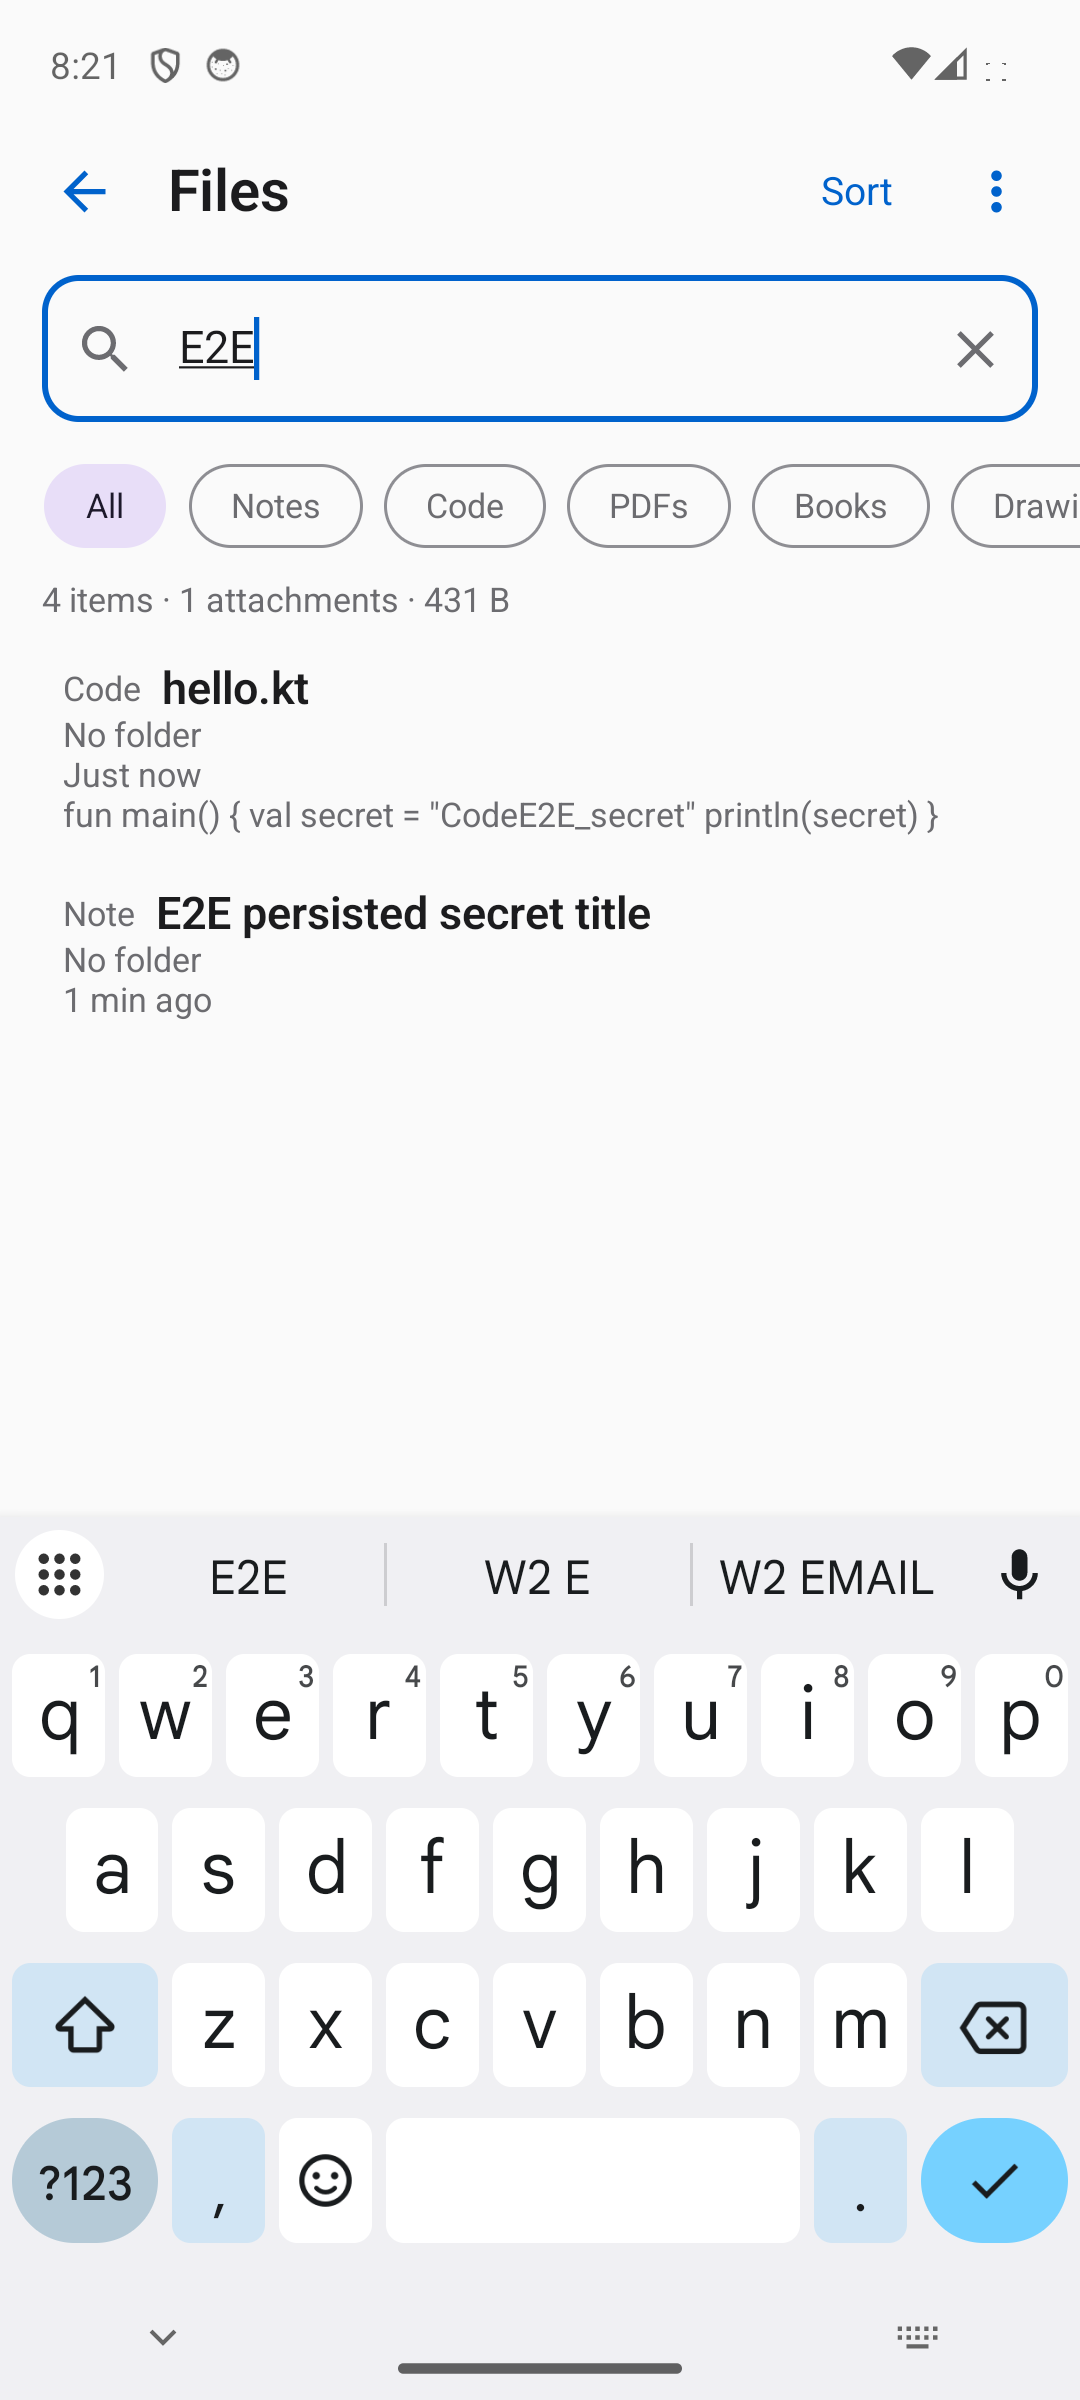 8:21
Files
Sort
E2E
All
Notes
Code
PDFs
Books
Drawi
4 items · 1 attachments · 431 B
Code hello.kt
No folder
Just now
fun main() { val secret = "CodeE2E_secret" println(secret) }
Note E2E persisted secret title
No folder
1 min ago
E2E
W2 E
W2 EMAIL
q 1 w 2 e 3 r 4 t 5 y 6 u 7 i 8 o 9 p 0
a s d f g h j k l
z x c v b n m
?123 , .